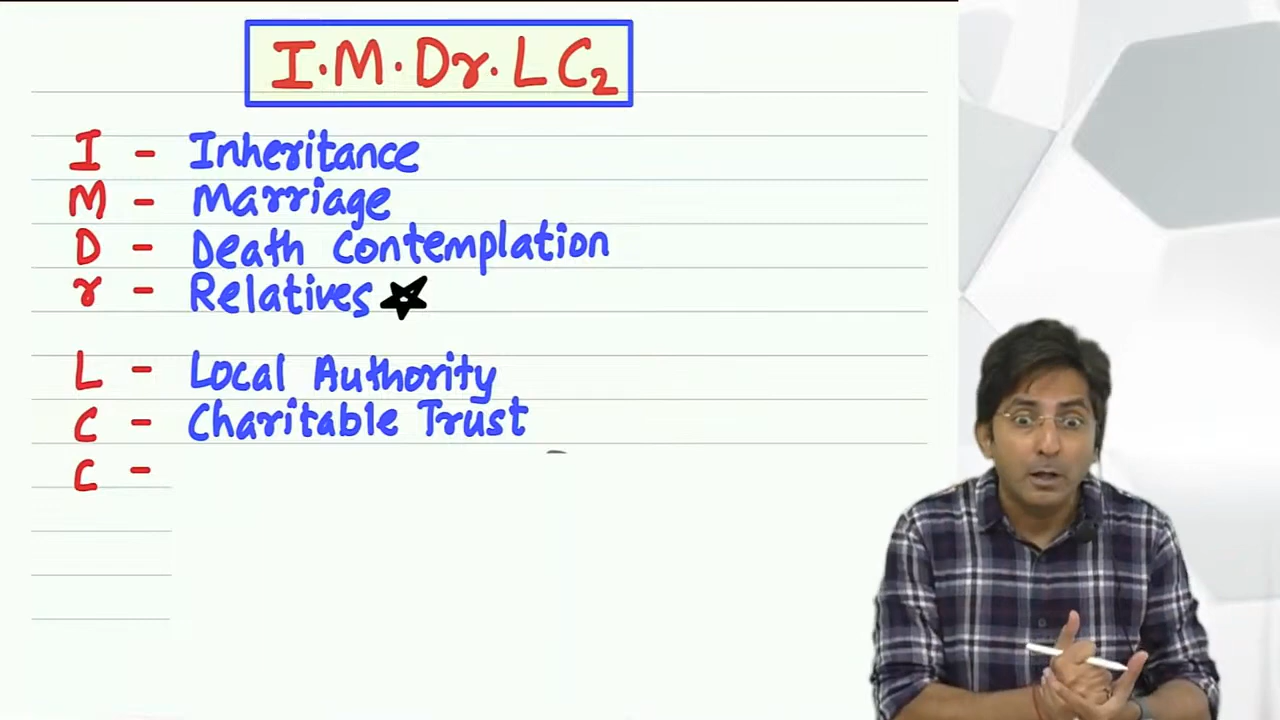 I.M.Dr.LC₂
I - Inheritance
M - Marriage
D - Death Contemplation
r - Relatives ★
L - Local Authority
C - Charitable Trust
C -